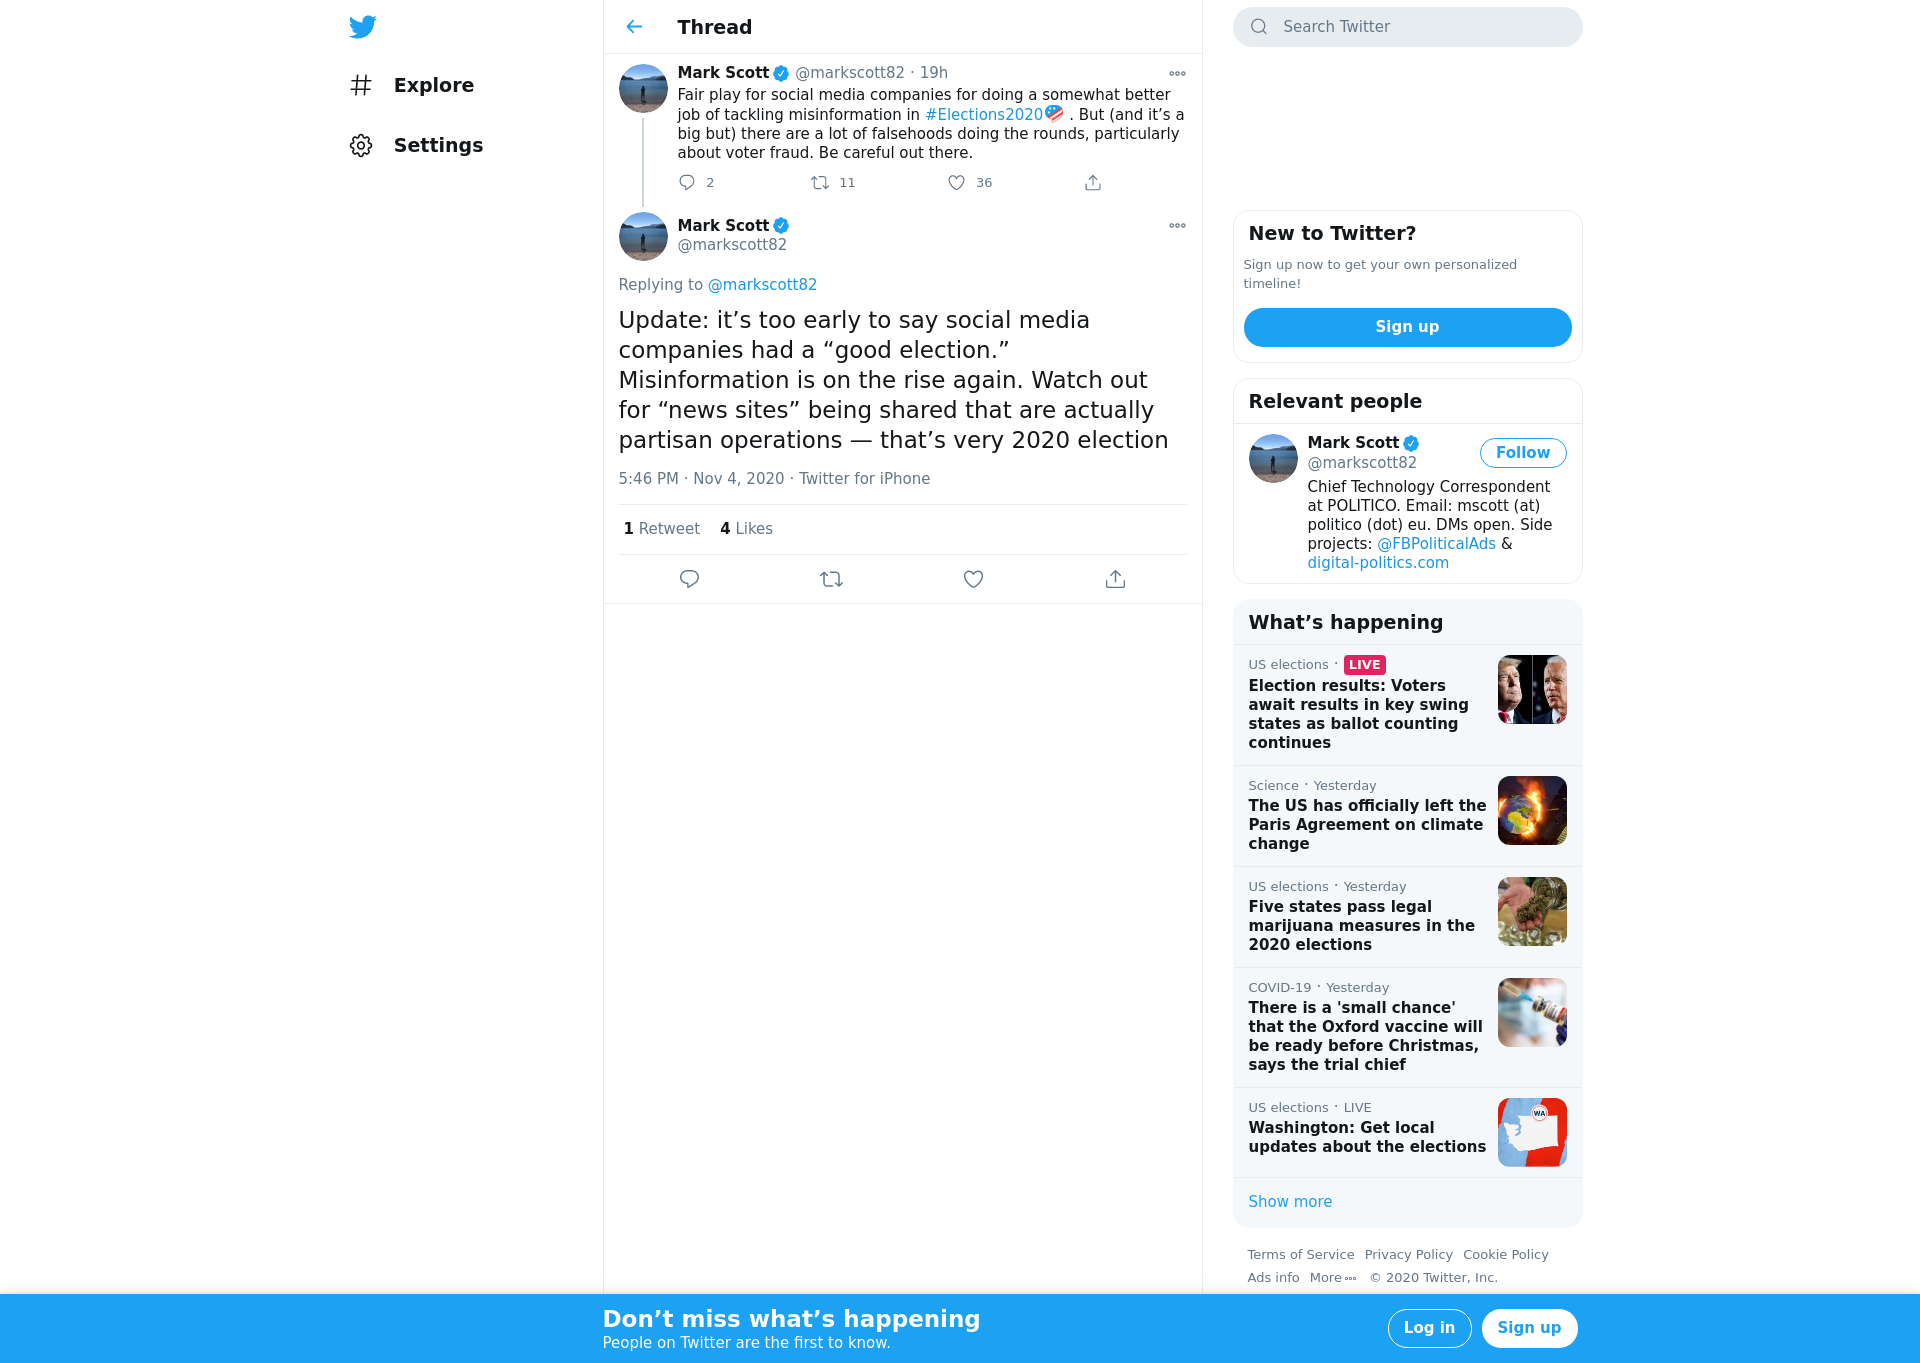 Explore
Settings
Thread
Mark Scott @markscott82 · 19h
Fair play for social media companies for doing a somewhat better
job of tackling misinformation in #Elections2020 . But (and it’s a
big but) there are a lot of falsehoods doing the rounds, particularly
about voter fraud. Be careful out there.
2 11 36
Mark Scott
@markscott82
Replying to @markscott82
Update: it’s too early to say social media
companies had a “good election.”
Misinformation is on the rise again. Watch out
for “news sites” being shared that are actually
partisan operations — that’s very 2020 election
5:46 PM · Nov 4, 2020 · Twitter for iPhone
1 Retweet 4 Likes
Search Twitter
New to Twitter?
Sign up now to get your own personalized
timeline!
Sign up
Relevant people
Mark Scott
@markscott82
Follow
Chief Technology Correspondent
at POLITICO. Email: mscott (at)
politico (dot) eu. DMs open. Side
projects: @FBPoliticalAds &
digital-politics.com
What’s happening
US elections · LIVE
Election results: Voters
await results in key swing
states as ballot counting
continues
Science · Yesterday
The US has officially left the
Paris Agreement on climate
change
US elections · Yesterday
Five states pass legal
marijuana measures in the
2020 elections
COVID-19 · Yesterday
There is a 'small chance'
that the Oxford vaccine will
be ready before Christmas,
says the trial chief
US elections · LIVE
Washington: Get local
updates about the elections
WA
Show more
Terms of Service Privacy Policy Cookie Policy
Ads info More © 2020 Twitter, Inc.
Don’t miss what’s happening
People on Twitter are the first to know.
Log in
Sign up